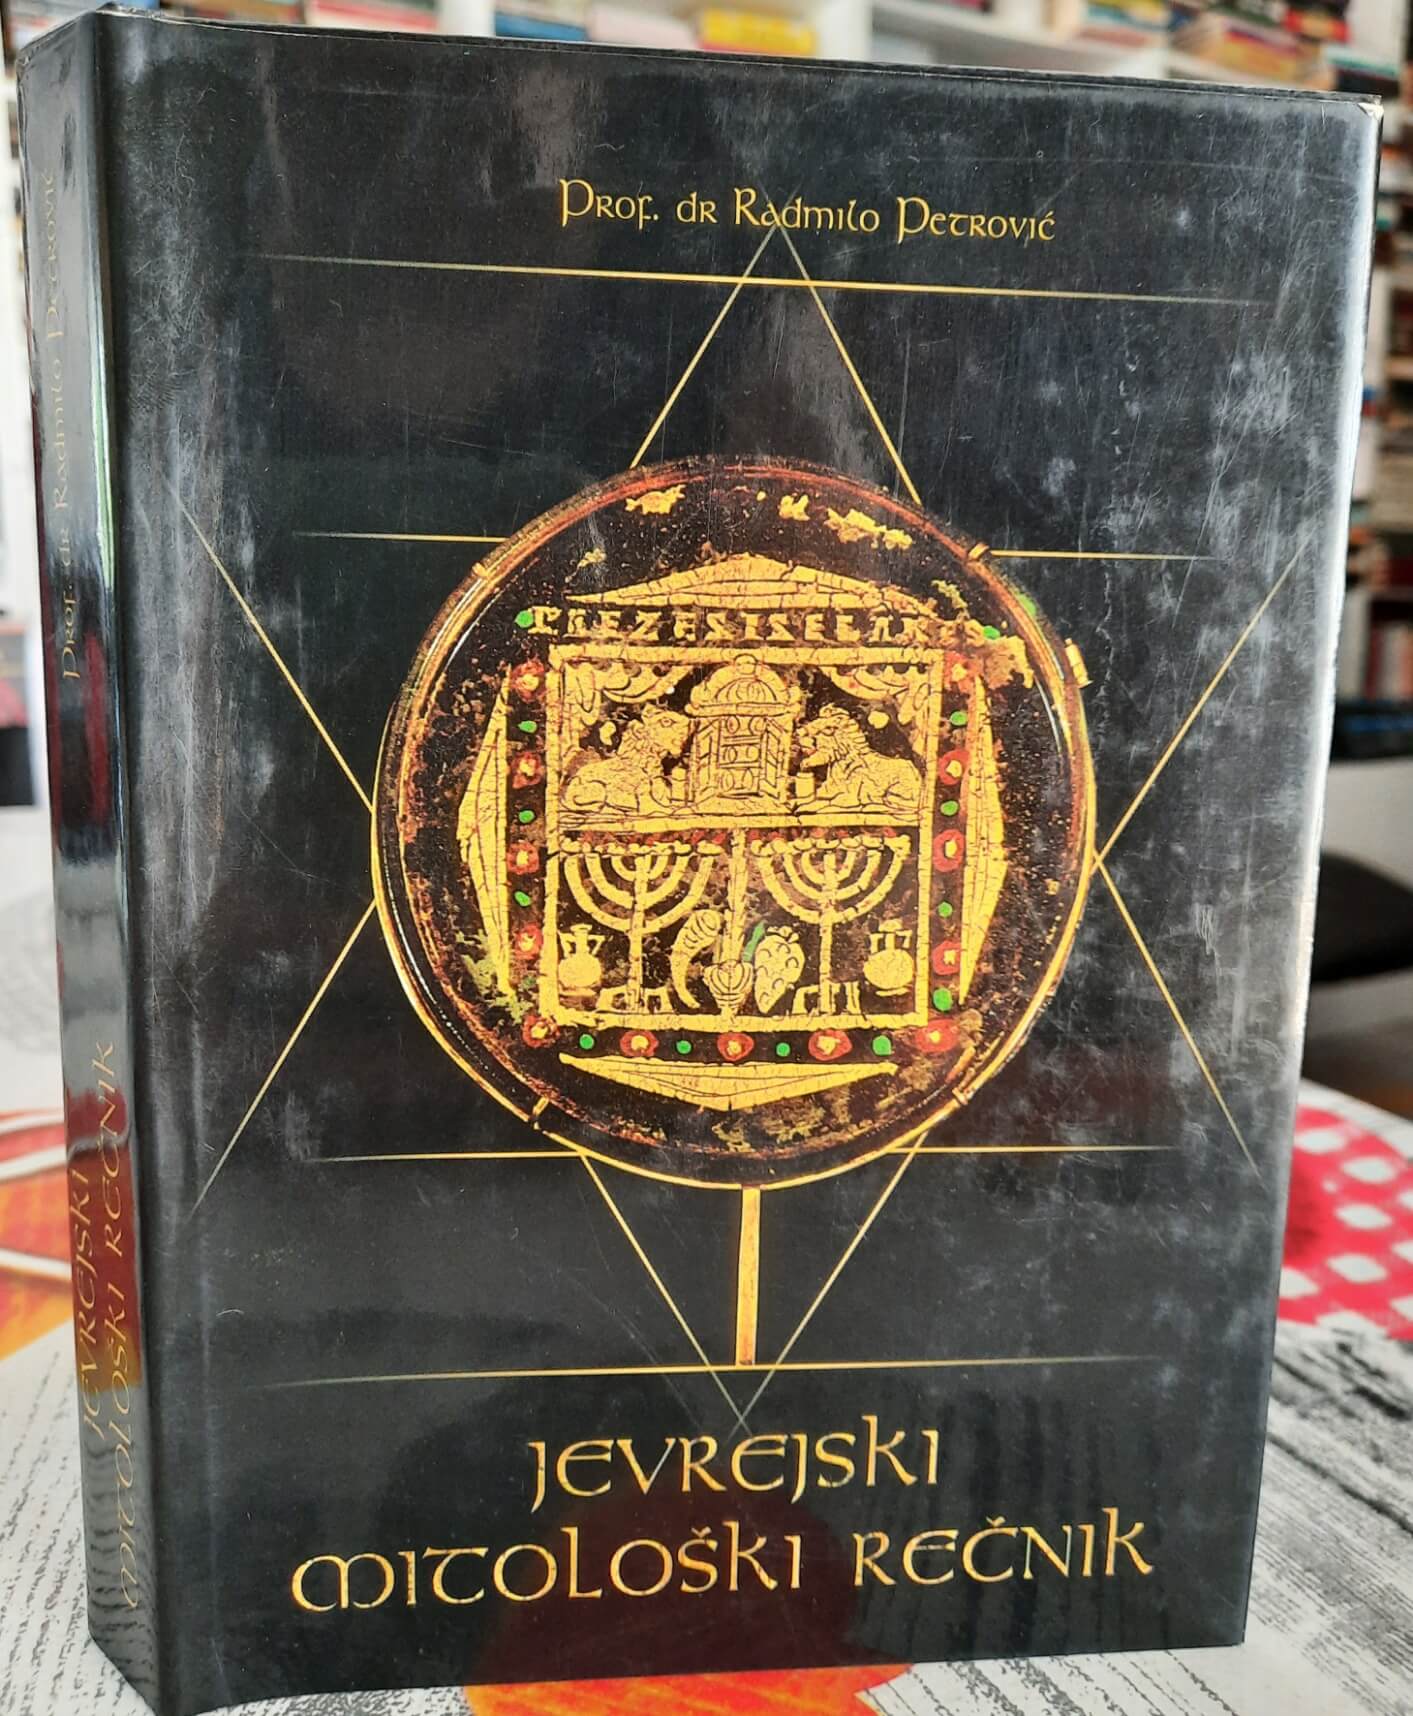 Prof. dr Radmilo Petrović
JEVREJSKI
MITOLOŠKI REČNIK
Prof. dr Radmilo Petrović
JEVREJSKI
MITOLOŠKI REČNIK